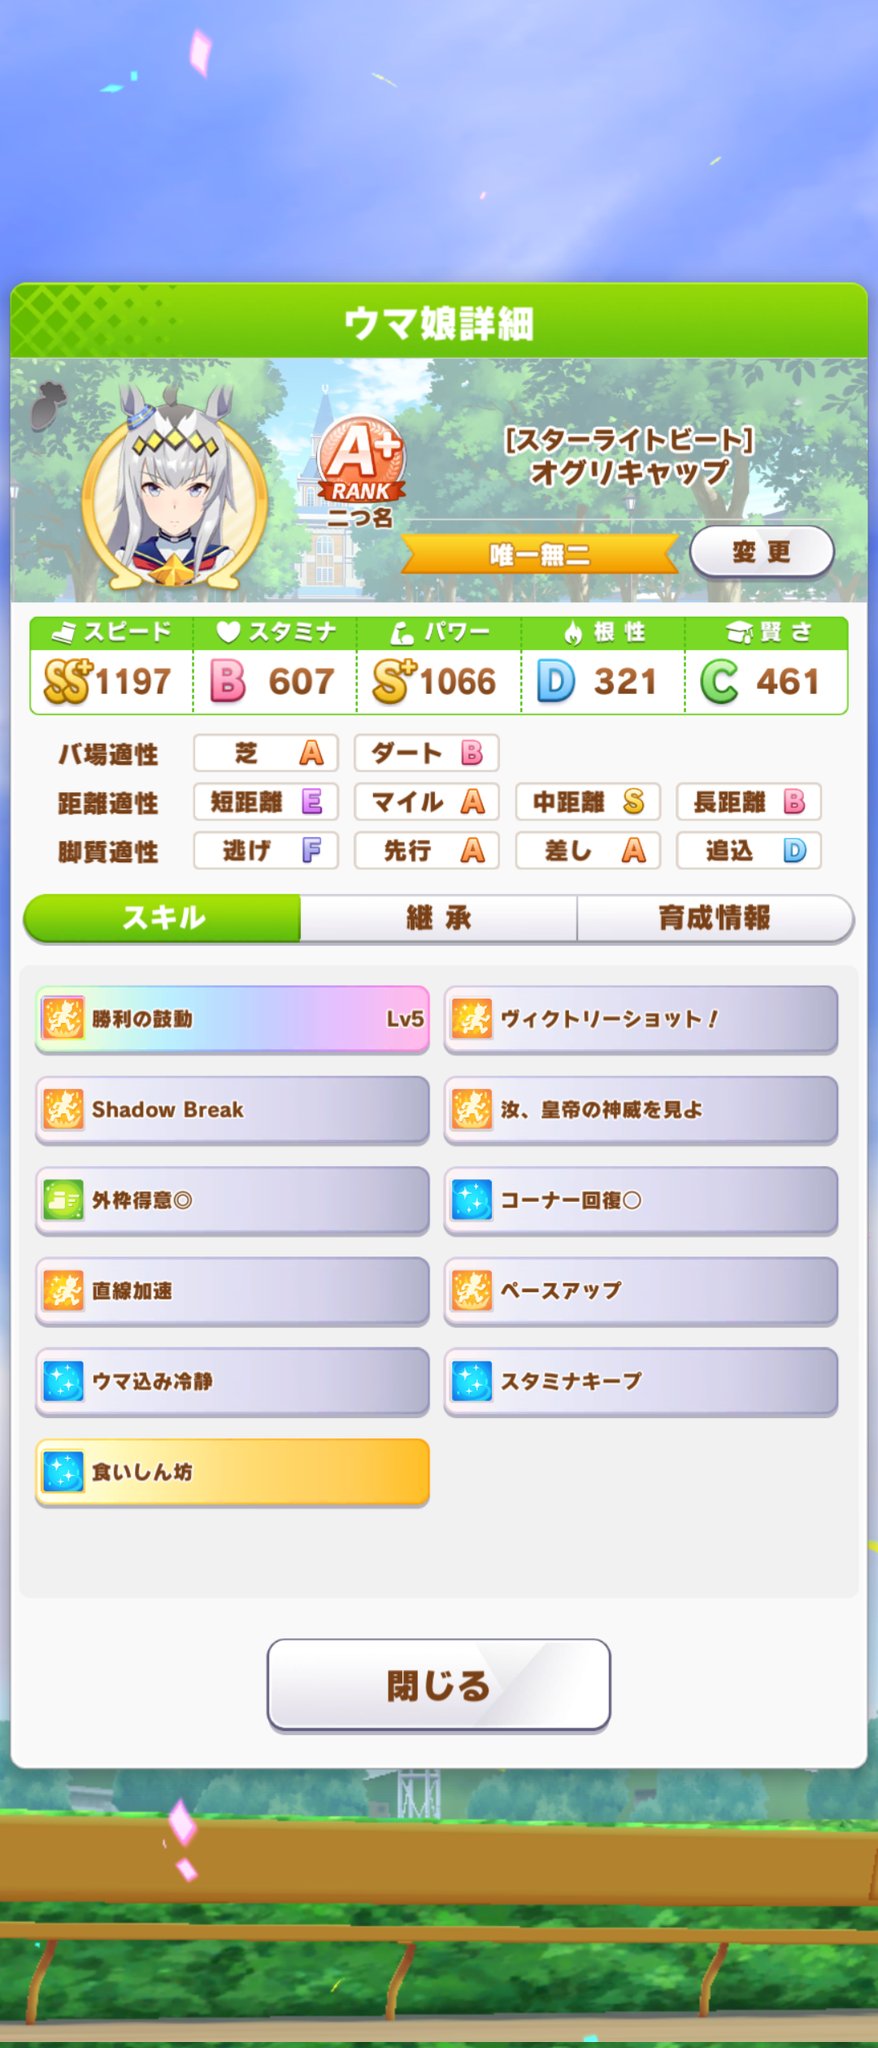 ウマ娘詳細
A+
RANK
二つ名
[スターライトビート]
オグリキャップ
唯一無二
変更
スピード スタミナ パワー 根性 賢さ
SS+ 1197 B 607 S+ 1066 D 321 C 461
バ場適性 芝 A ダート B
距離適性 短距離 E マイル A 中距離 S 長距離 B
脚質適性 逃げ F 先行 A 差し A 追込 D
スキル 継承 育成情報
勝利の鼓動 Lv5 ヴィクトリーショット！
Shadow Break 汝、皇帝の神威を見よ
外枠得意◎ コーナー回復○
直線加速 ペースアップ
ウマ込み冷静 スタミナキープ
食いしん坊
閉じる